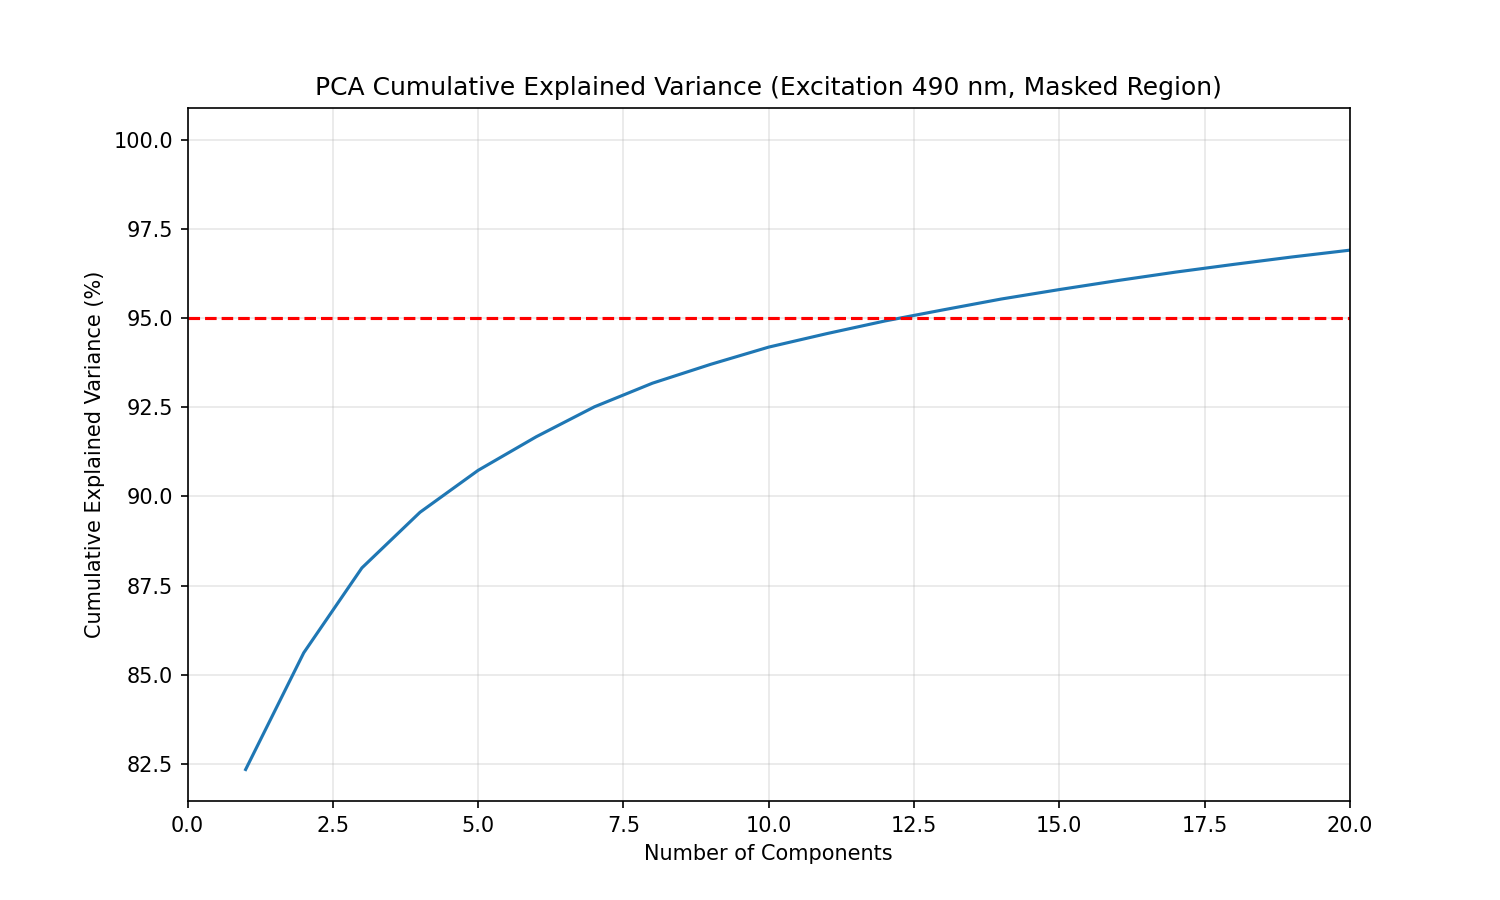 PCA Cumulative Explained Variance (Excitation 490 nm, Masked Region)
Cumulative Explained Variance (%)
100.0
97.5
95.0
92.5
90.0
87.5
85.0
82.5
0.0 2.5 5.0 7.5 10.0 12.5 15.0 17.5 20.0
Number of Components